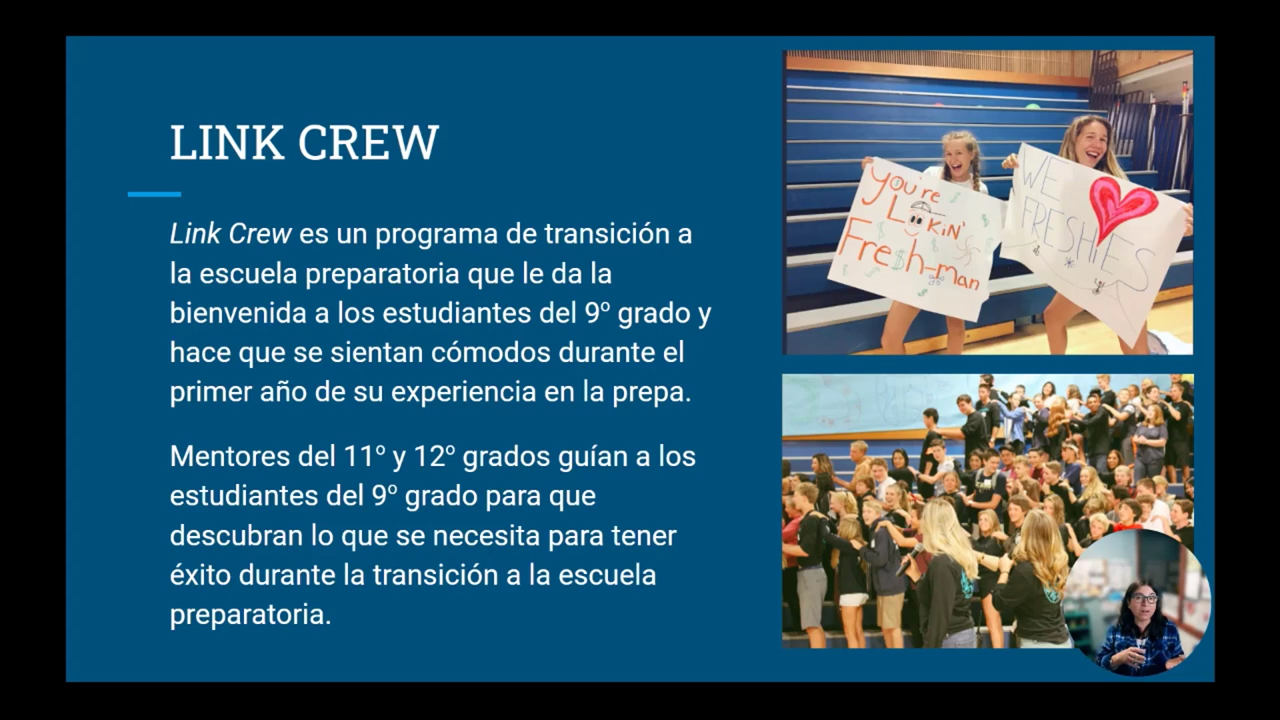 LINK CREW
Link Crew es un programa de transición a
la escuela preparatoria que le da la
bienvenida a los estudiantes del 9º grado y
hace que se sientan cómodos durante el
primer año de su experiencia en la prepa.
Mentores del 11º y 12º grados guían a los
estudiantes del 9º grado para que
descubran lo que se necesita para tener
éxito durante la transición a la escuela
preparatoria.
You're
Lookin'
Fre$h-man
WE
FRESHIES